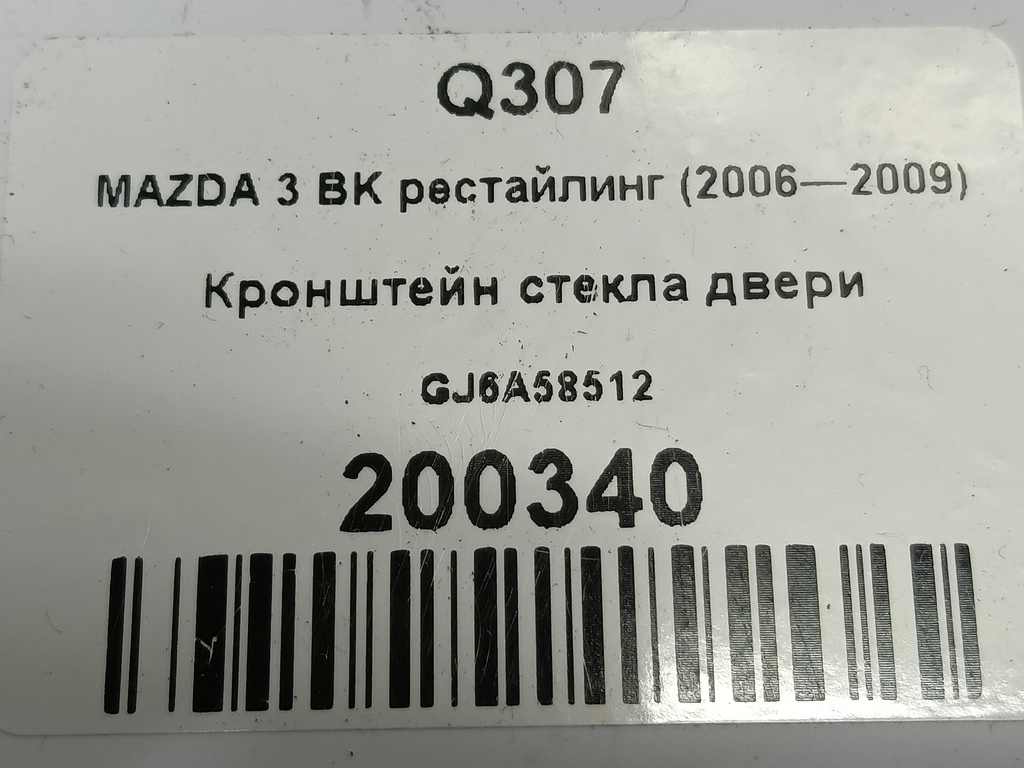 Q307
MAZDA 3 BK рестайлинг (2006—2009)
Кронштейн стекла двери
GJ6A58512
200340